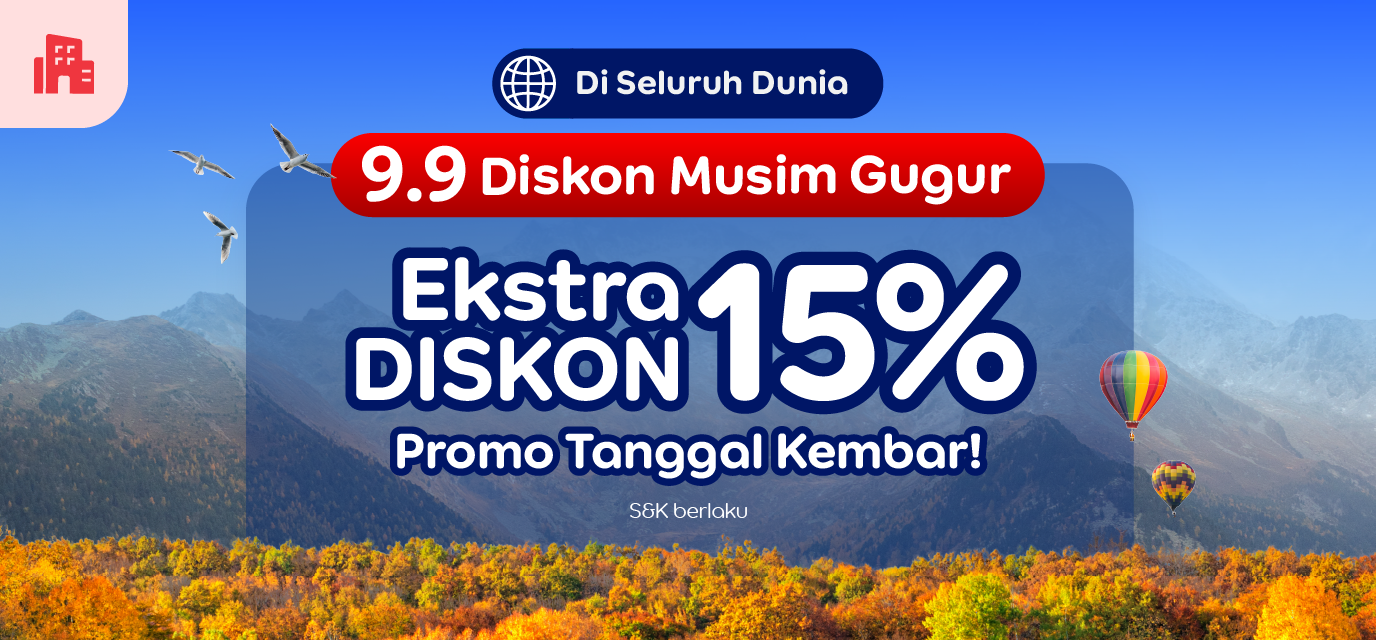 Di Seluruh Dunia
9.9 Diskon Musim Gugur
Ekstra
DISKON 15%
Promo Tanggal Kembar!
S&K berlaku